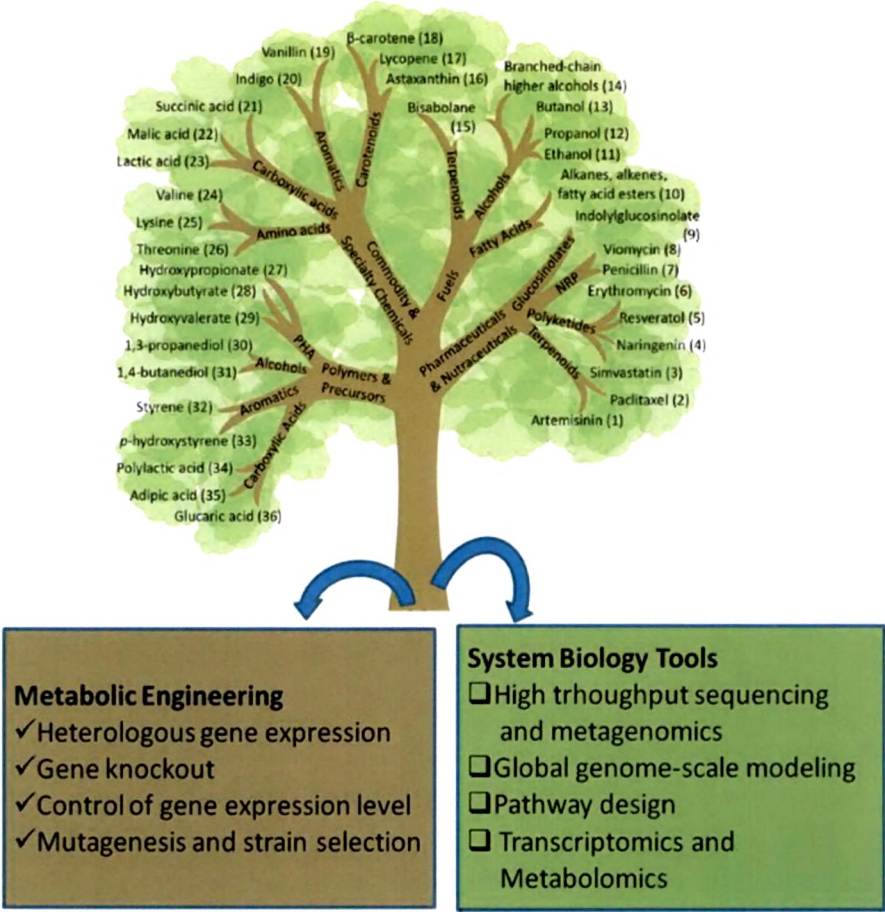 β-carotene (18)
Vanillin (19)
Lycopene (17)
Indigo (20)
Astaxanthin (16)
Succinic acid (21)
Malic acid (22)
Lactic acid (23)
Valine (24)
Lysine (25)
Threonine (26)
Hydroxypropionate (27)
Hydroxybutyrate (28)
Hydroxyvalerate (29)
1,3-propanediol (30)
1,4-butanediol (31)
Styrene (32)
p-hydroxystyrene (33)
Polylactic acid (34)
Adipic acid (35)
Glucaric acid (36)
Carotenoids
Aromatics
Carboxylic acids
Amino acids
Commodity &
Specialty Chemicals
PHA
Alcohols
Aromatics
Carboxylic Acids
Polymers &
Precursors
Bisabolane
(15)
Branched-chain
higher alcohols (14)
Butanol (13)
Propanol (12)
Ethanol (11)
Alkanes, alkenes,
fatty acid esters (10)
Terpenoids
Alcohols
Fatty Acids
Fuels
Indolylglucosinolate
(9)
Viomycin (8)
Penicillin (7)
Erythromycin (6)
Resveratol (5)
Naringenin (4)
Simvastatin (3)
Paclitaxel (2)
Artemisinin (1)
Glucosinolates
NRP
Polyketides
Terpenoids
Pharmaceuticals
& Nutraceuticals
Metabolic Engineering
✓Heterologous gene expression
✓Gene knockout
✓Control of gene expression level
✓Mutagenesis and strain selection
System Biology Tools
❑High trhoughput sequencing
and metagenomics
❑Global genome-scale modeling
❑Pathway design
❑ Transcriptomics and
Metabolomics